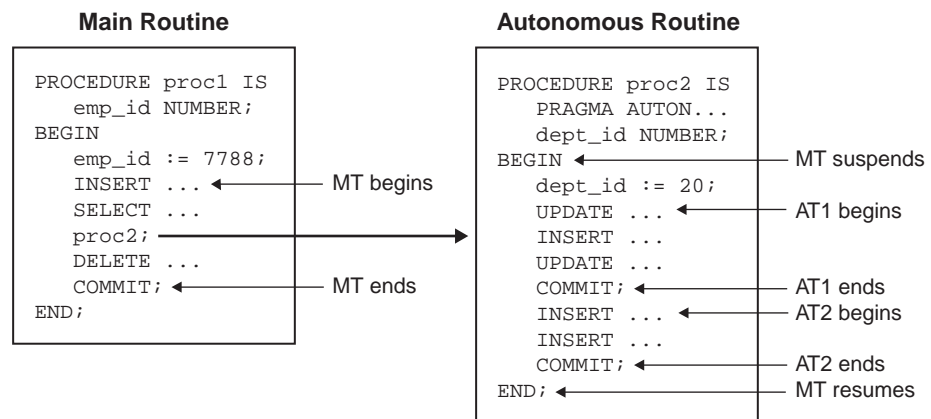 Main Routine
PROCEDURE proc1 IS
emp_id NUMBER;
BEGIN
emp_id := 7788;
INSERT ...
SELECT ...
proc2;
DELETE ...
COMMIT;
END;
MT begins
MT ends
Autonomous Routine
PROCEDURE proc2 IS
PRAGMA AUTON...
dept_id NUMBER;
BEGIN
dept_id := 20;
UPDATE ...
INSERT ...
UPDATE ...
COMMIT;
INSERT ...
INSERT ...
COMMIT;
END;
MT suspends
AT1 begins
AT1 ends
AT2 begins
AT2 ends
MT resumes